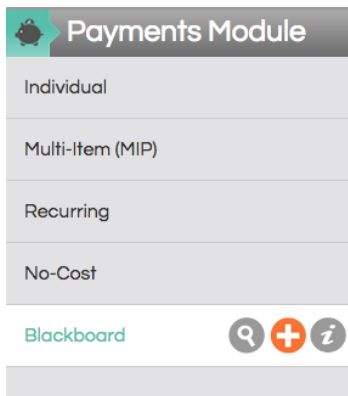 Payments Module
Individual
Multi-Item (MIP)
Recurring
No-Cost
Blackboard